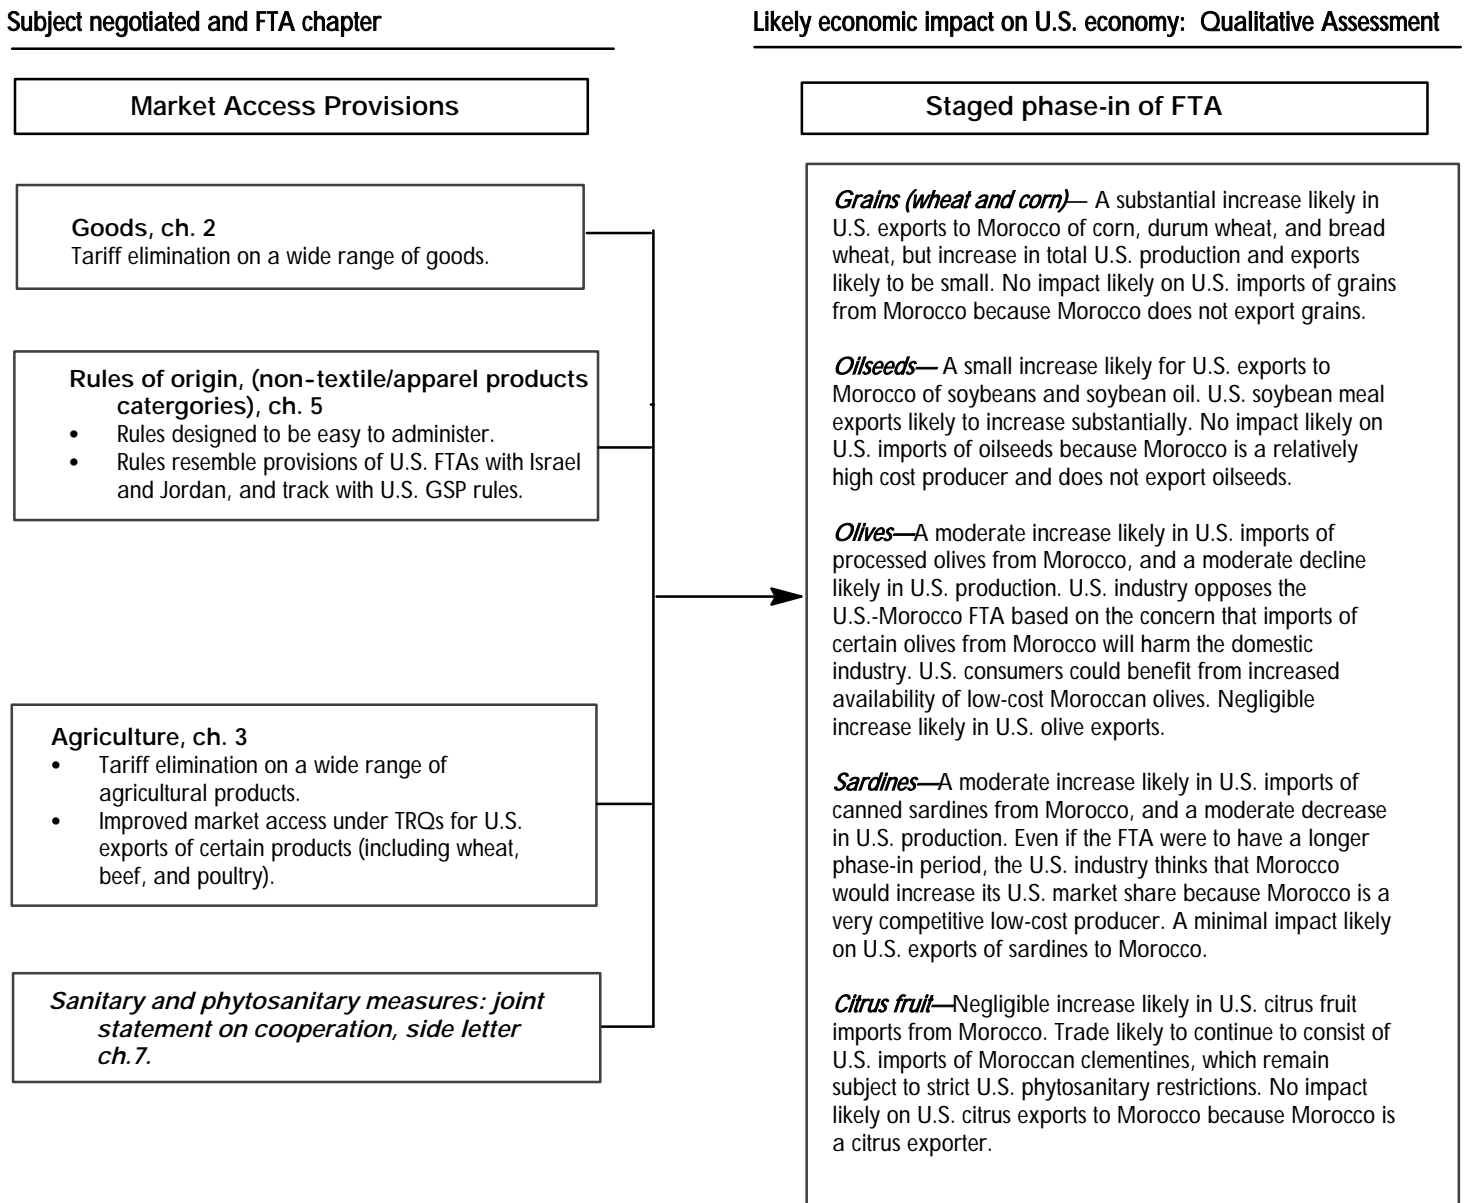 Subject negotiated and FTA chapter
Likely economic impact on U.S. economy: Qualitative Assessment
Market Access Provisions
Staged phase-in of FTA
Goods, ch. 2
Tariff elimination on a wide range of goods.
Rules of origin, (non-textile/apparel products
catergories), ch. 5
• Rules designed to be easy to administer.
• Rules resemble provisions of U.S. FTAs with Israel
and Jordan, and track with U.S. GSP rules.
Agriculture, ch. 3
• Tariff elimination on a wide range of
agricultural products.
• Improved market access under TRQs for U.S.
exports of certain products (including wheat,
beef, and poultry).
Sanitary and phytosanitary measures: joint
statement on cooperation, side letter
ch.7.
Grains (wheat and corn)— A substantial increase likely in
U.S. exports to Morocco of corn, durum wheat, and bread
wheat, but increase in total U.S. production and exports
likely to be small. No impact likely on U.S. imports of grains
from Morocco because Morocco does not export grains.
Oilseeds— A small increase likely for U.S. exports to
Morocco of soybeans and soybean oil. U.S. soybean meal
exports likely to increase substantially. No impact likely on
U.S. imports of oilseeds because Morocco is a relatively
high cost producer and does not export oilseeds.
Olives—A moderate increase likely in U.S. imports of
processed olives from Morocco, and a moderate decline
likely in U.S. production. U.S. industry opposes the
U.S.-Morocco FTA based on the concern that imports of
certain olives from Morocco will harm the domestic
industry. U.S. consumers could benefit from increased
availability of low-cost Moroccan olives. Negligible
increase likely in U.S. olive exports.
Sardines—A moderate increase likely in U.S. imports of
canned sardines from Morocco, and a moderate decrease
in U.S. production. Even if the FTA were to have a longer
phase-in period, the U.S. industry thinks that Morocco
would increase its U.S. market share because Morocco is a
very competitive low-cost producer. A minimal impact likely
on U.S. exports of sardines to Morocco.
Citrus fruit—Negligible increase likely in U.S. citrus fruit
imports from Morocco. Trade likely to continue to consist of
U.S. imports of Moroccan clementines, which remain
subject to strict U.S. phytosanitary restrictions. No impact
likely on U.S. citrus exports to Morocco because Morocco is
a citrus exporter.